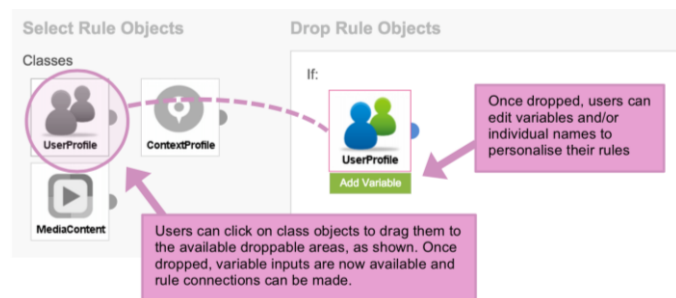 Select Rule Objects
Drop Rule Objects
Classes
UserProfile
ContextProfile
MediaContent
If:
UserProfile
Add Variable
Once dropped, users can
edit variables and/or
individual names to
personalise their rules
Users can click on class objects to drag them to
the available droppable areas, as shown. Once
dropped, variable inputs are now available and
rule connections can be made.